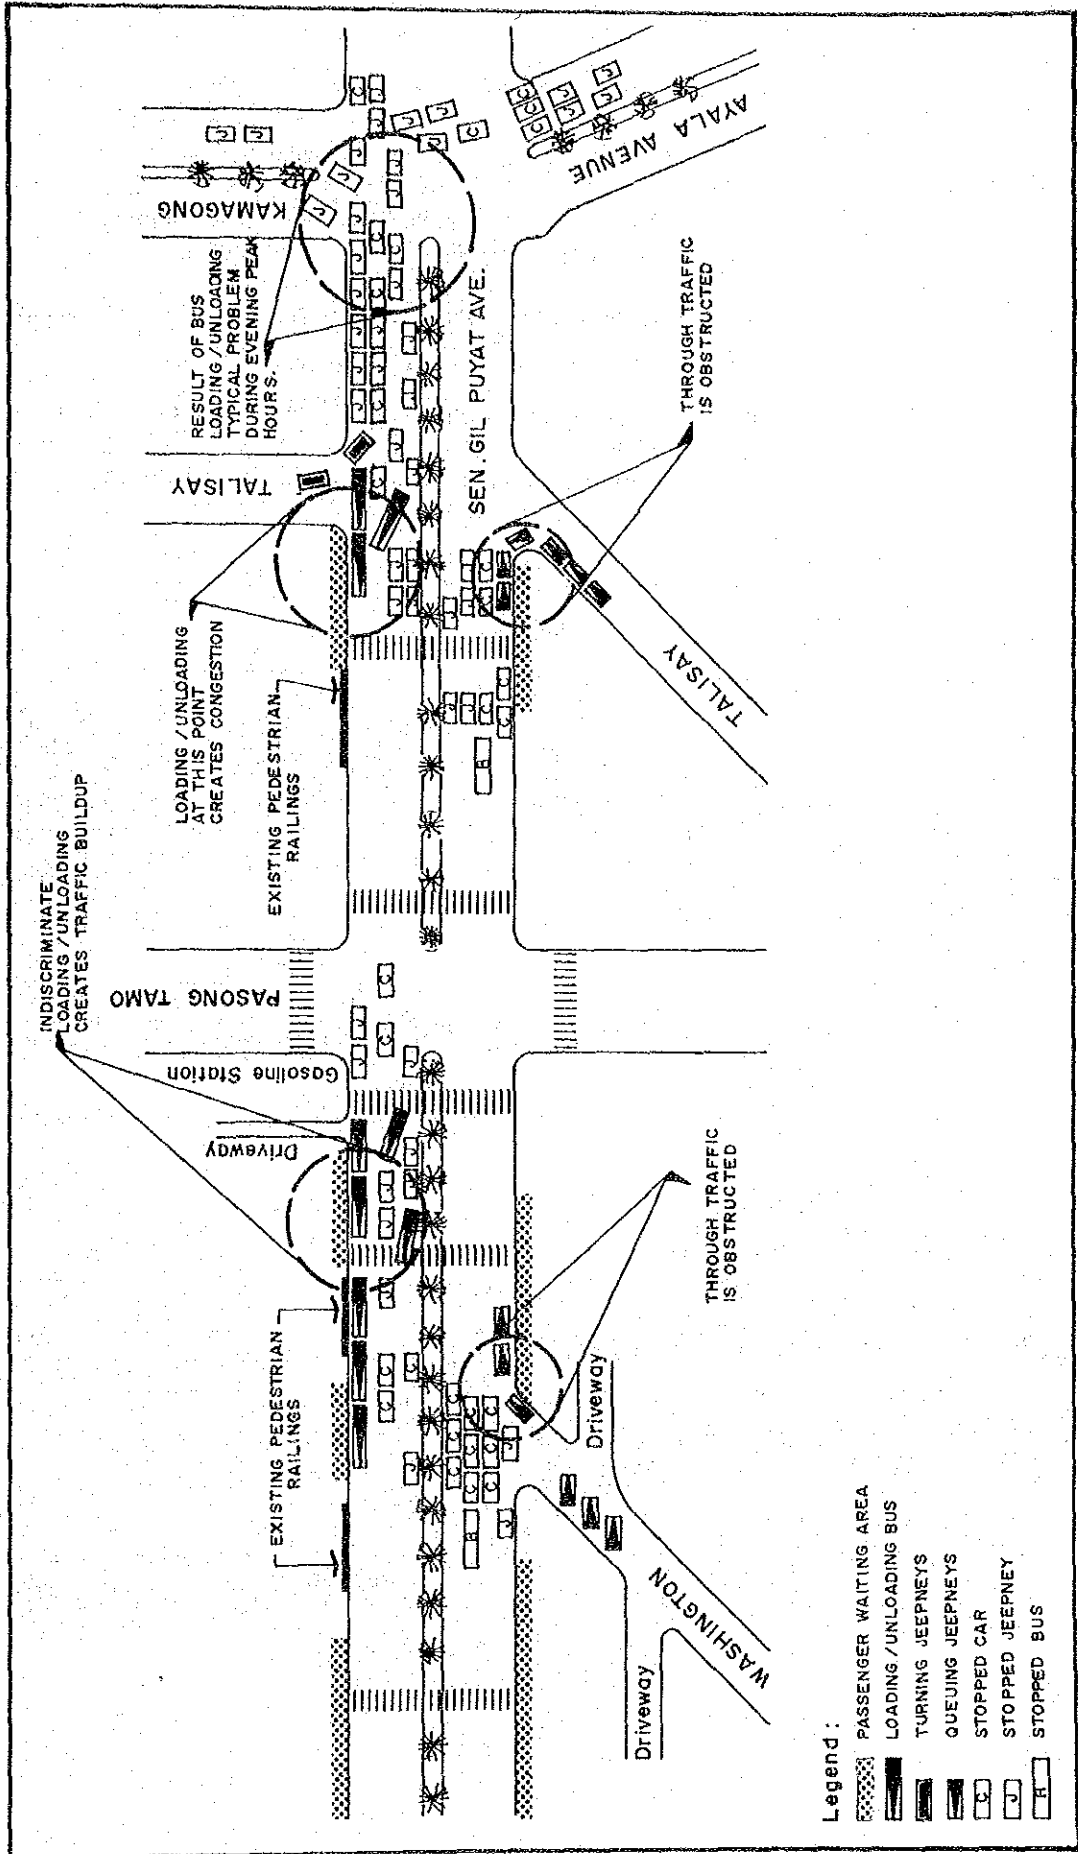 INDISCRIMINATE
LOADING/UNLOADING
CREATES TRAFFIC BUILDUP
LOADING/UNLOADING
AT THIS POINT
CREATES CONGESTION
RESULT OF BUS
LOADING/UNLOADING
TYPICAL PROBLEM
DURING EVENING PEAK
HOURS.
EXISTING PEDESTRIAN
RAILINGS
EXISTING PEDESTRIAN
RAILINGS
Driveway
Gasoline Station
PASONG TAMO
TALISAY
KAMAGONG
SEN. GIL PUYAT AVE.
AYALA AVENUE
THROUGH TRAFFIC
IS OBSTRUCTED
THROUGH TRAFFIC
IS OBSTRUCTED
TALISAY
Driveway
WASHINGTON
Driveway
Legend:
PASSENGER WAITING AREA
LOADING/UNLOADING BUS
TURNING JEEPNEYS
QUEUING JEEPNEYS
C STOPPED CAR
J STOPPED JEEPNEY
STOPPED BUS